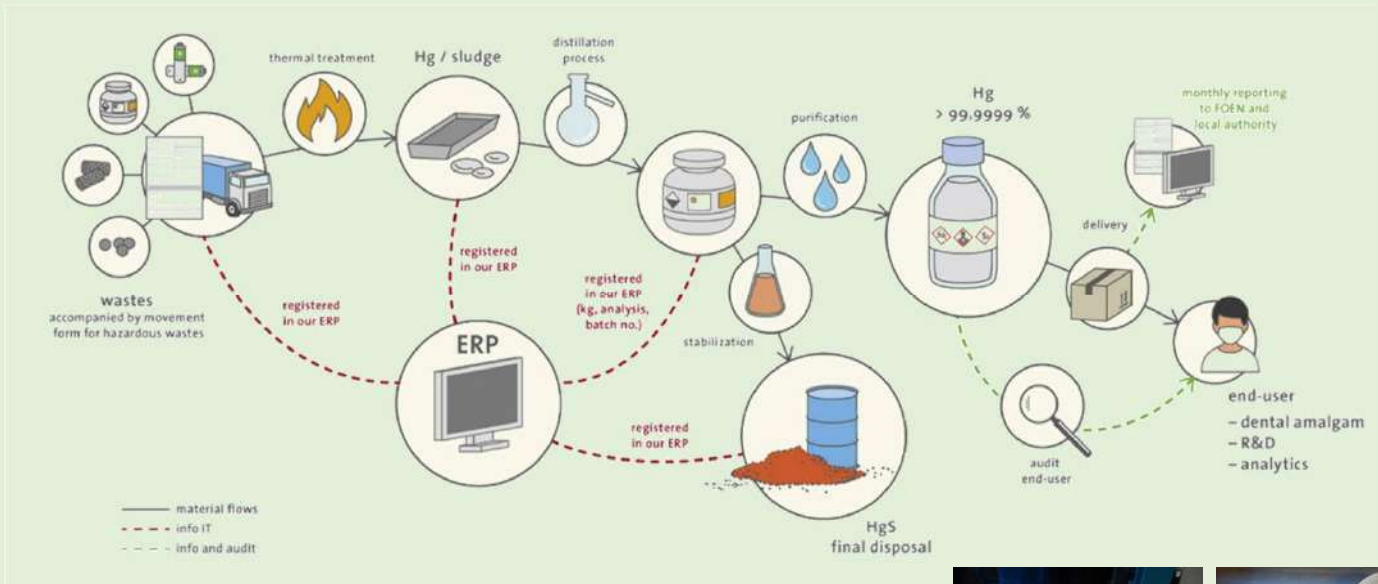 thermal treatment
Hg / sludge
distillation
process
purification
Hg
> 99.9999 %
monthly reporting
to FOEN and
local authority
delivery
wastes
accompanied by movement
form for hazardous wastes
registered
in our ERP
registered
in our ERP
registered
in our ERP
(kg, analysis,
batch no.)
ERP
stabilization
registered
in our ERP
HgS
final disposal
audit
end-user
end-user
– dental amalgam
– R&D
– analytics
material flows
info IT
info and audit